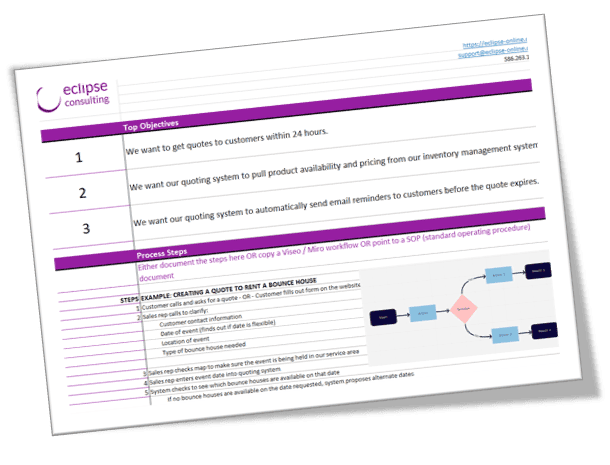 eclipse
consulting
https://eclipse-online.
support@eclipse-online.
586.263.1
Top Objectives
1 We want to get quotes to customers within 24 hours.
2 We want our quoting system to pull product availability and pricing from our inventory management system
3 We want our quoting system to automatically send email reminders to customers before the quote expires.
Process Steps
Either document the steps here OR copy a Viseo / Miro workflow OR point to a SOP (standard operating procedure)
document
STEPS EXAMPLE: CREATING A QUOTE TO RENT A BOUNCE HOUSE
1 Customer calls and asks for a quote - OR - Customer fills out form on the website
2 Sales rep calls to clarify:
Customer contact information
Date of event (finds out if date is flexible)
Location of event
Type of bounce house needed
3 Sales rep checks map to make sure the event is being held in our service area
4 Sales rep enters event date into quoting system
5 System checks to see which bounce houses are available on that date
If no bounce houses are available on the date requested, system proposes alternate dates